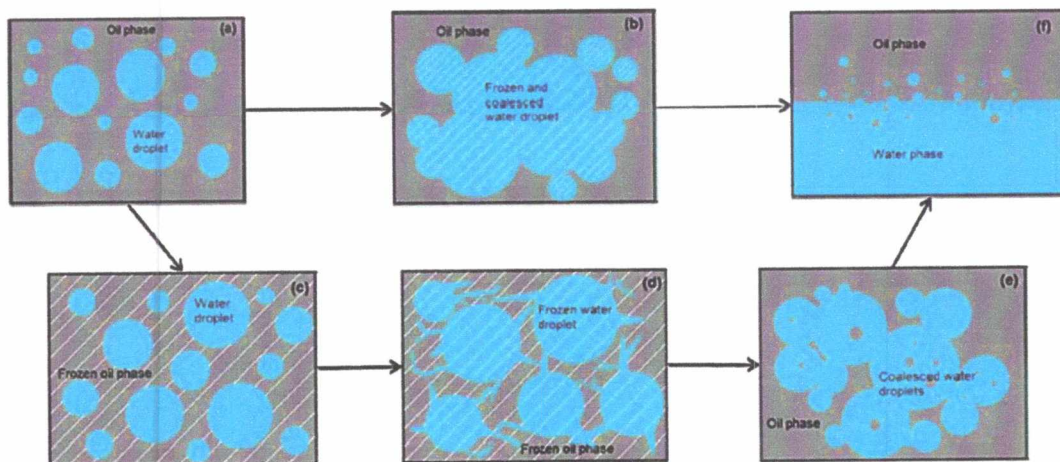 Oil phase
(a)
Water
droplet
Oil phase
(b)
Frozen and
coalesced
water droplet
Oil phase
(f)
Water phase
Water
droplet
(c)
Frozen oil phase
Frozen water
droplet
(d)
Frozen oil phase
(e)
Coalesced water
droplets
Oil phase